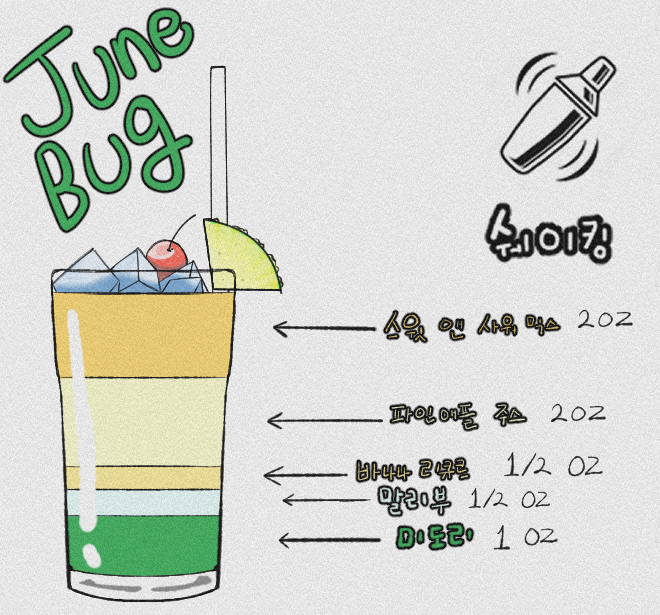 June
Bug
쉐이킹
스윗 앤 사워 믹스 2OZ
파인애플 주스 2OZ
바나나 리큐르 1/2 OZ
말리부 1/2 OZ
미도리 1 OZ